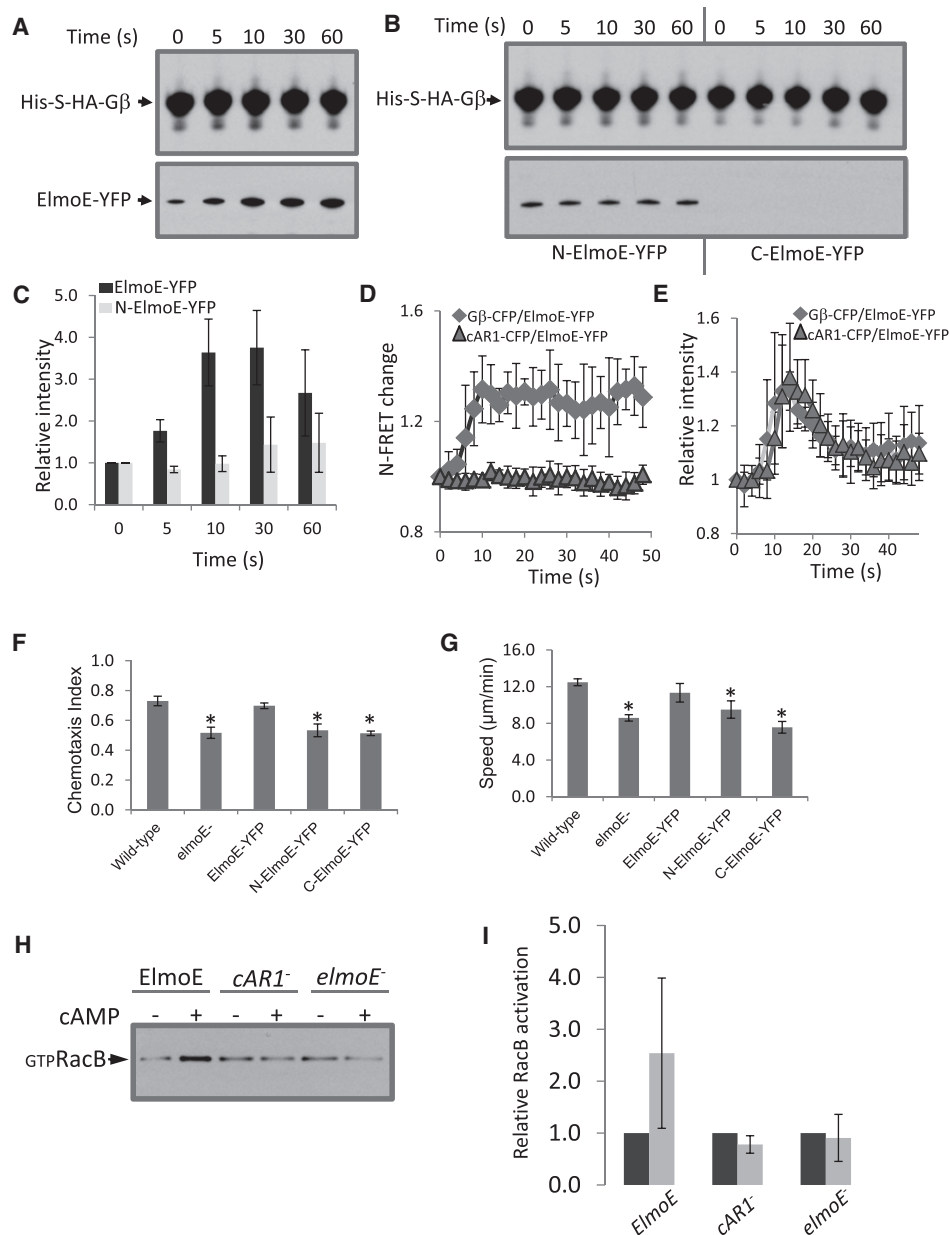 A
Time (s) 0 5 10 30 60
His-S-HA-Gβ
ElmoE-YFP
B
Time (s) 0 5 10 30 60 0 5 10 30 60
His-S-HA-Gβ
N-ElmoE-YFP C-ElmoE-YFP
C
ElmoE-YFP
N-ElmoE-YFP
Relative intensity
5.0
4.0
3.0
2.0
1.0
0.0
0 5 10 30 60
Time (s)
D
Gβ-CFP/ElmoE-YFP
cAR1-CFP/ElmoE-YFP
N-FRET change
1.6
1.2
0.8
0 10 20 30 40 50
Time (s)
E
Gβ-CFP/ElmoE-YFP
cAR1-CFP/ElmoE-YFP
Relative intensity
1.6
1.4
1.2
1
0.8
0 10 20 30 40
Time (s)
F
Chemotaxis Index
1.0
0.8
0.6
0.4
0.2
0.0
* * *
Wild-type
elmoE-
ElmoE-YFP
N-ElmoE-YFP
C-ElmoE-YFP
G
Speed (μm/min)
16.0
12.0
8.0
4.0
0.0
* * *
Wild-type
elmoE-
ElmoE-YFP
N-ElmoE-YFP
C-ElmoE-YFP
H
ElmoE cAR1- elmoE-
cAMP - + - + - +
GTPRacB
I
Relative RacB activation
5.0
4.0
3.0
2.0
1.0
0.0
ElmoE
cAR1-
elmoE-